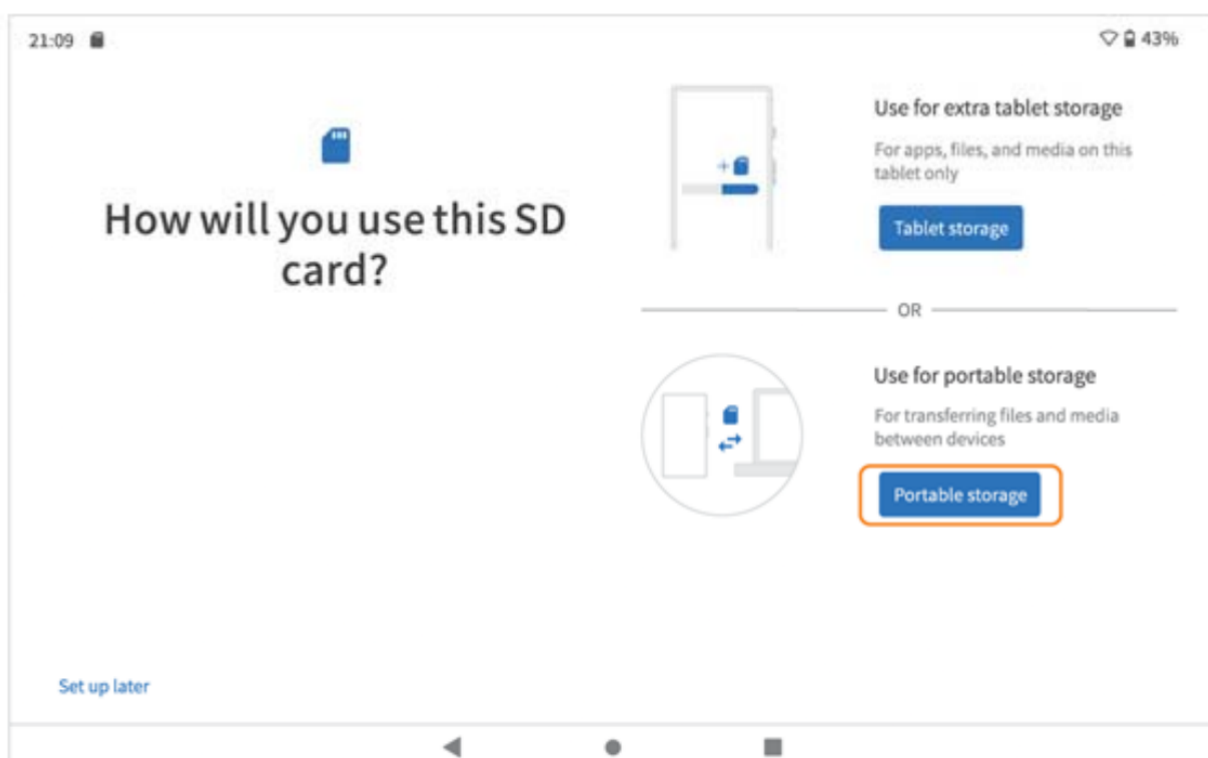 21:09
43%
How will you use this SD
card?
Use for extra tablet storage
For apps, files, and media on this
tablet only
Tablet storage
OR
Use for portable storage
For transferring files and media
between devices
Portable storage
Set up later